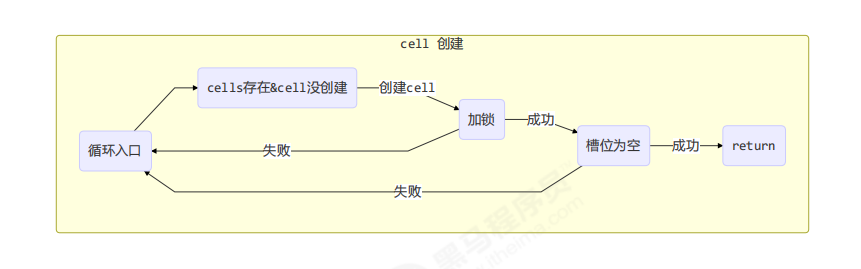 cell 创建
cells存在&cell没创建
创建cell
加锁
成功
循环入口
失败
槽位为空
成功
return
失败
黑马程序员
www.itheima.com